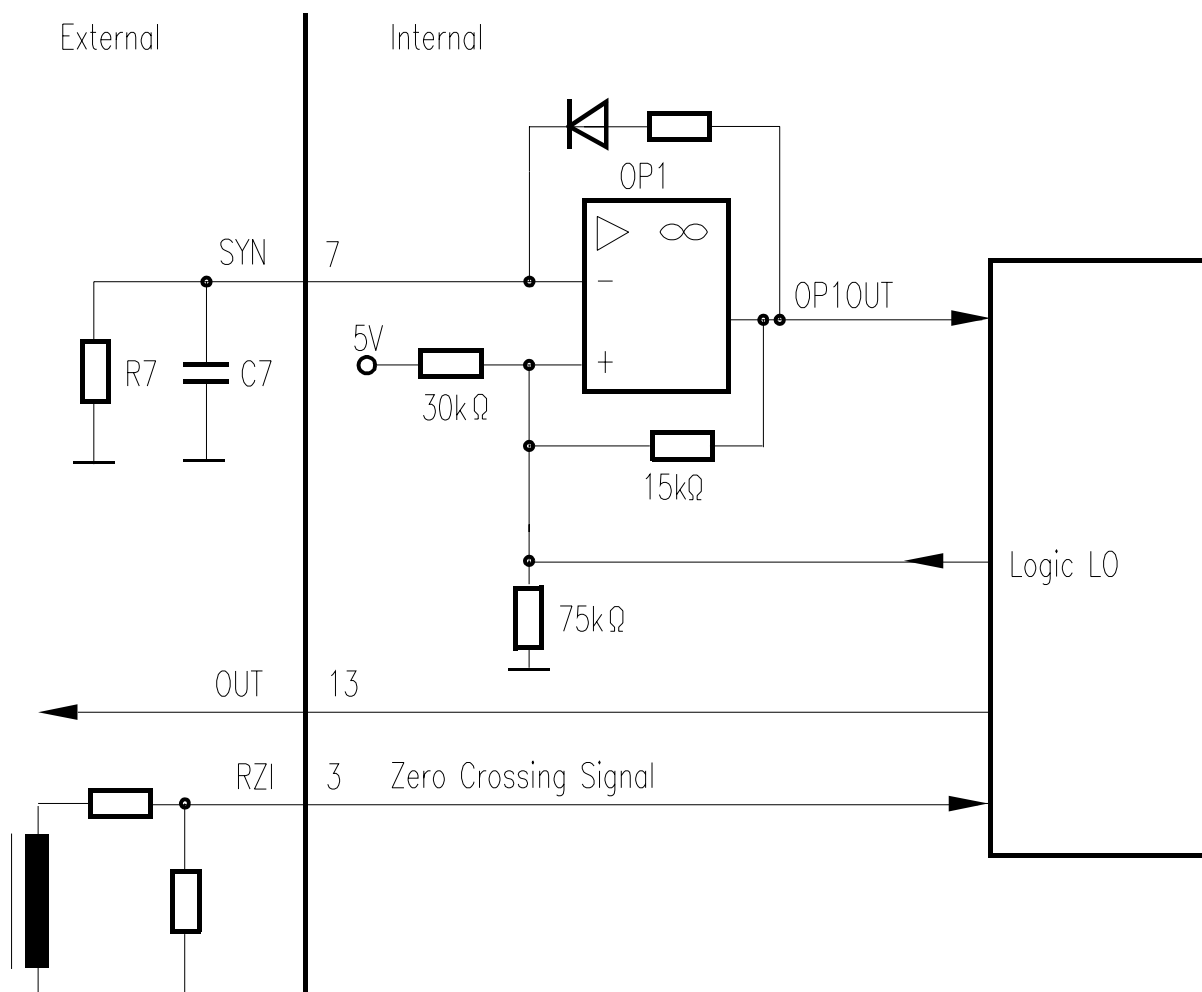 External
Internal
OP1
SYN
7
−
OP1OUT
5V
+
R7
C7
30kΩ
15kΩ
Logic LO
75kΩ
OUT
13
RZI
3
Zero Crossing Signal